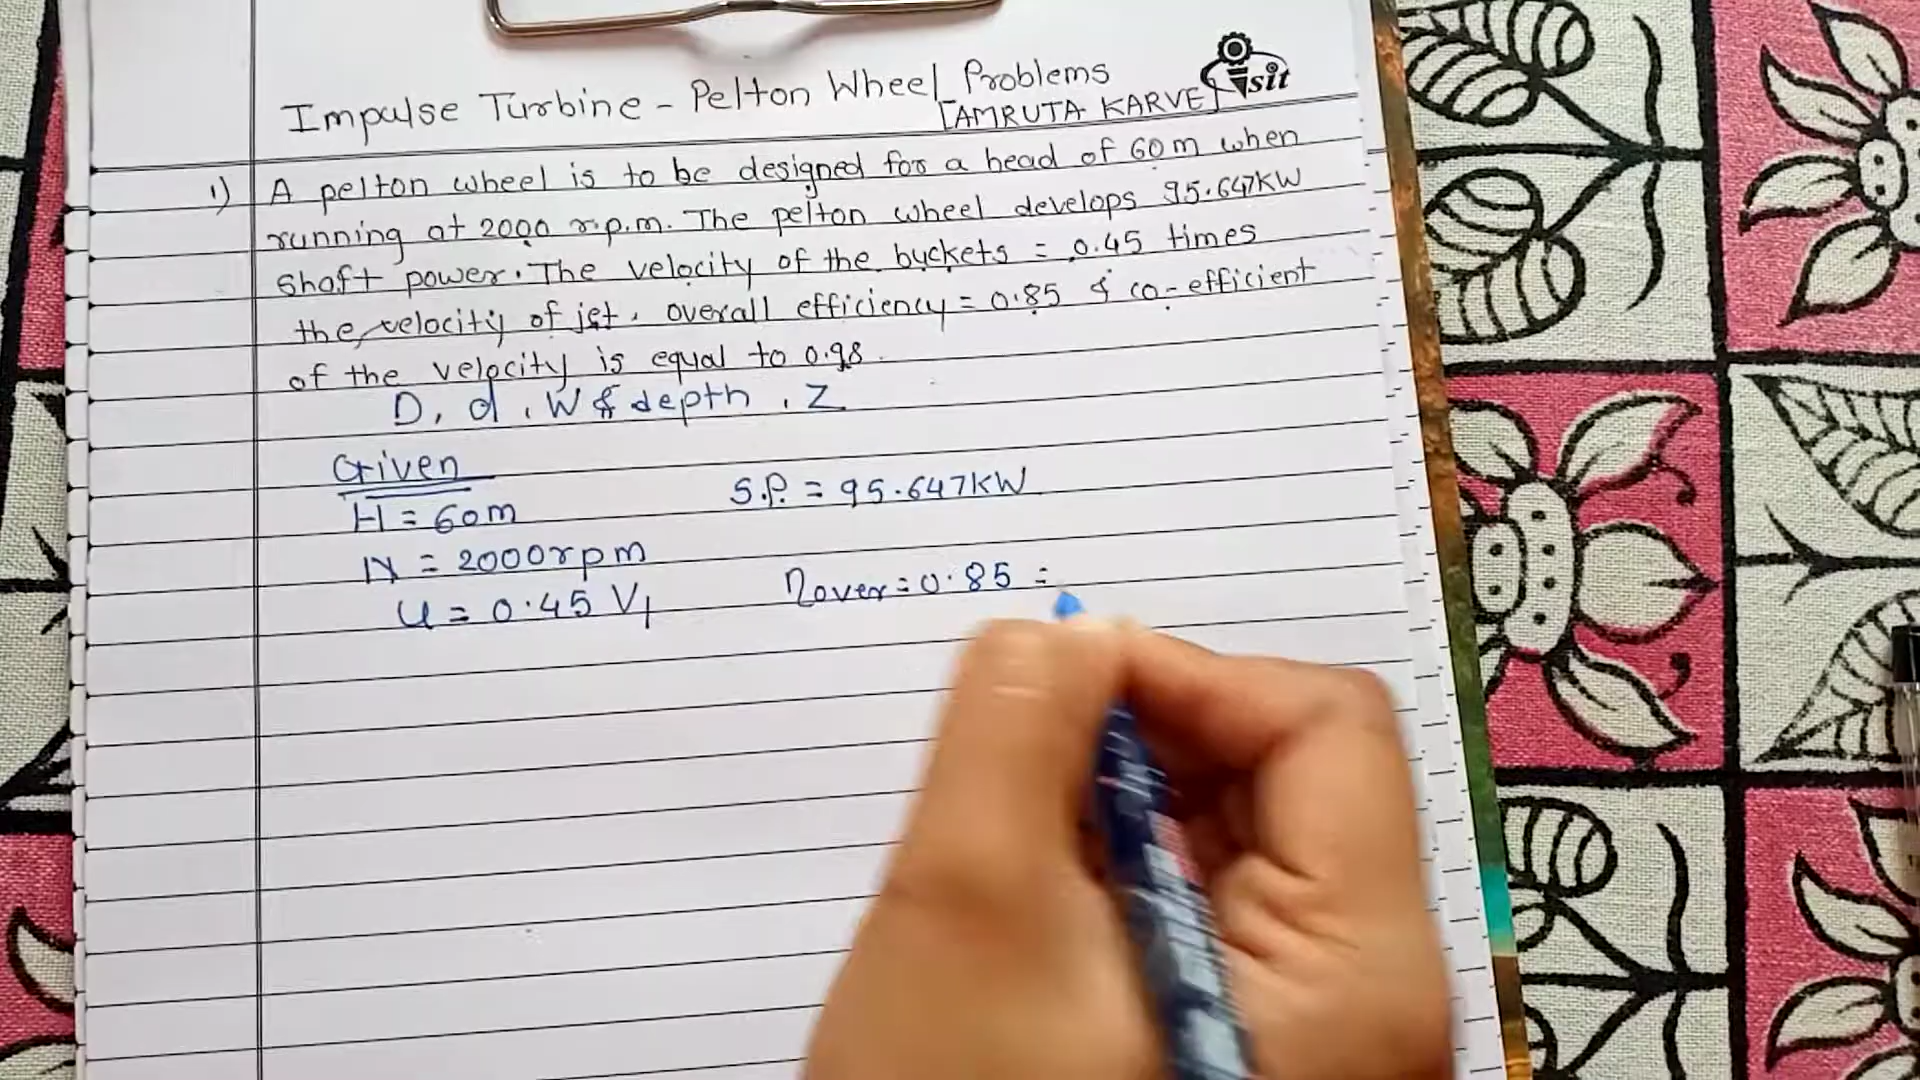 Impulse Turbine - Pelton Wheel Problems
[AMRUTA KARVE]
Vsit
1) A pelton wheel is to be designed for a head of 60m when
running at 2000 r.p.m. The pelton wheel develops 95.647KW
shaft power. The velocity of the buckets = 0.45 times
the velocity of jet, overall efficiency = 0.85 & co-efficient
of the velocity is equal to 0.98.
D, d, W & depth, Z
Given
H = 60m
S.P. = 95.647KW
N = 2000rpm
ηover = 0.85 =
u = 0.45 V1